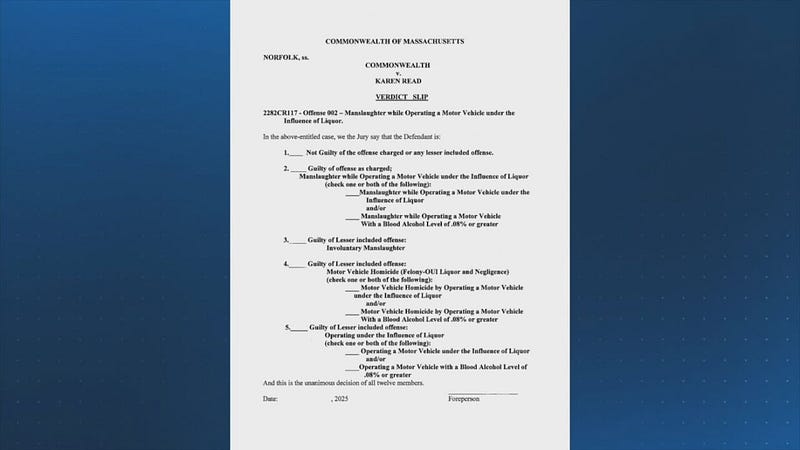 COMMONWEALTH OF MASSACHUSETTS
NORFOLK, ss.
COMMONWEALTH
v.
KAREN READ
VERDICT SLIP
2282CR117 - Offense 002 – Manslaughter while Operating a Motor Vehicle under the
Influence of Liquor.
In the above-entitled case, we the Jury say that the Defendant is:
1.____ Not Guilty of the offense charged or any lesser included offense.
2. ____ Guilty of offense as charged;
Manslaughter while Operating a Motor Vehicle under the Influence of Liquor
(check one or both of the following):
____Manslaughter while Operating a Motor Vehicle under the
Influence of Liquor
and/or
____ Manslaughter while Operating a Motor Vehicle
With a Blood Alcohol Level of .08% or greater
3. ____ Guilty of Lesser included offense:
Involuntary Manslaughter
4.____ Guilty of Lesser included offense:
Motor Vehicle Homicide (Felony-OUI Liquor and Negligence)
(check one or both of the following):
____ Motor Vehicle Homicide by Operating a Motor Vehicle
under the Influence of Liquor
and/or
____ Motor Vehicle Homicide by Operating a Motor Vehicle
With a Blood Alcohol Level of .08% or greater
5.____ Guilty of Lesser included offense:
Operating under the Influence of Liquor
(check one or both of the following):
____ Operating a Motor Vehicle under the Influence of Liquor
and/or
____Operating a Motor Vehicle with a Blood Alcohol Level of
.08% or greater
And this is the unanimous decision of all twelve members.
Date: , 2025
Foreperson